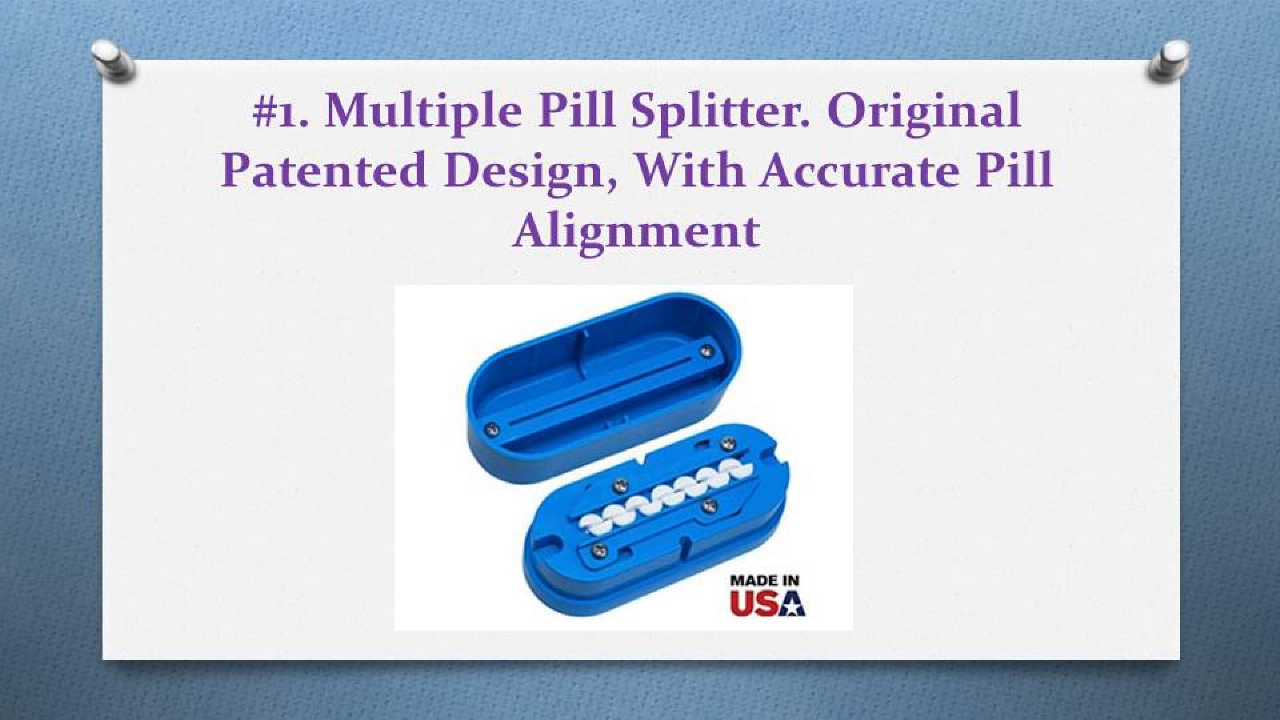 #1. Multiple Pill Splitter. Original
Patented Design, With Accurate Pill
Alignment
MADE IN
USA